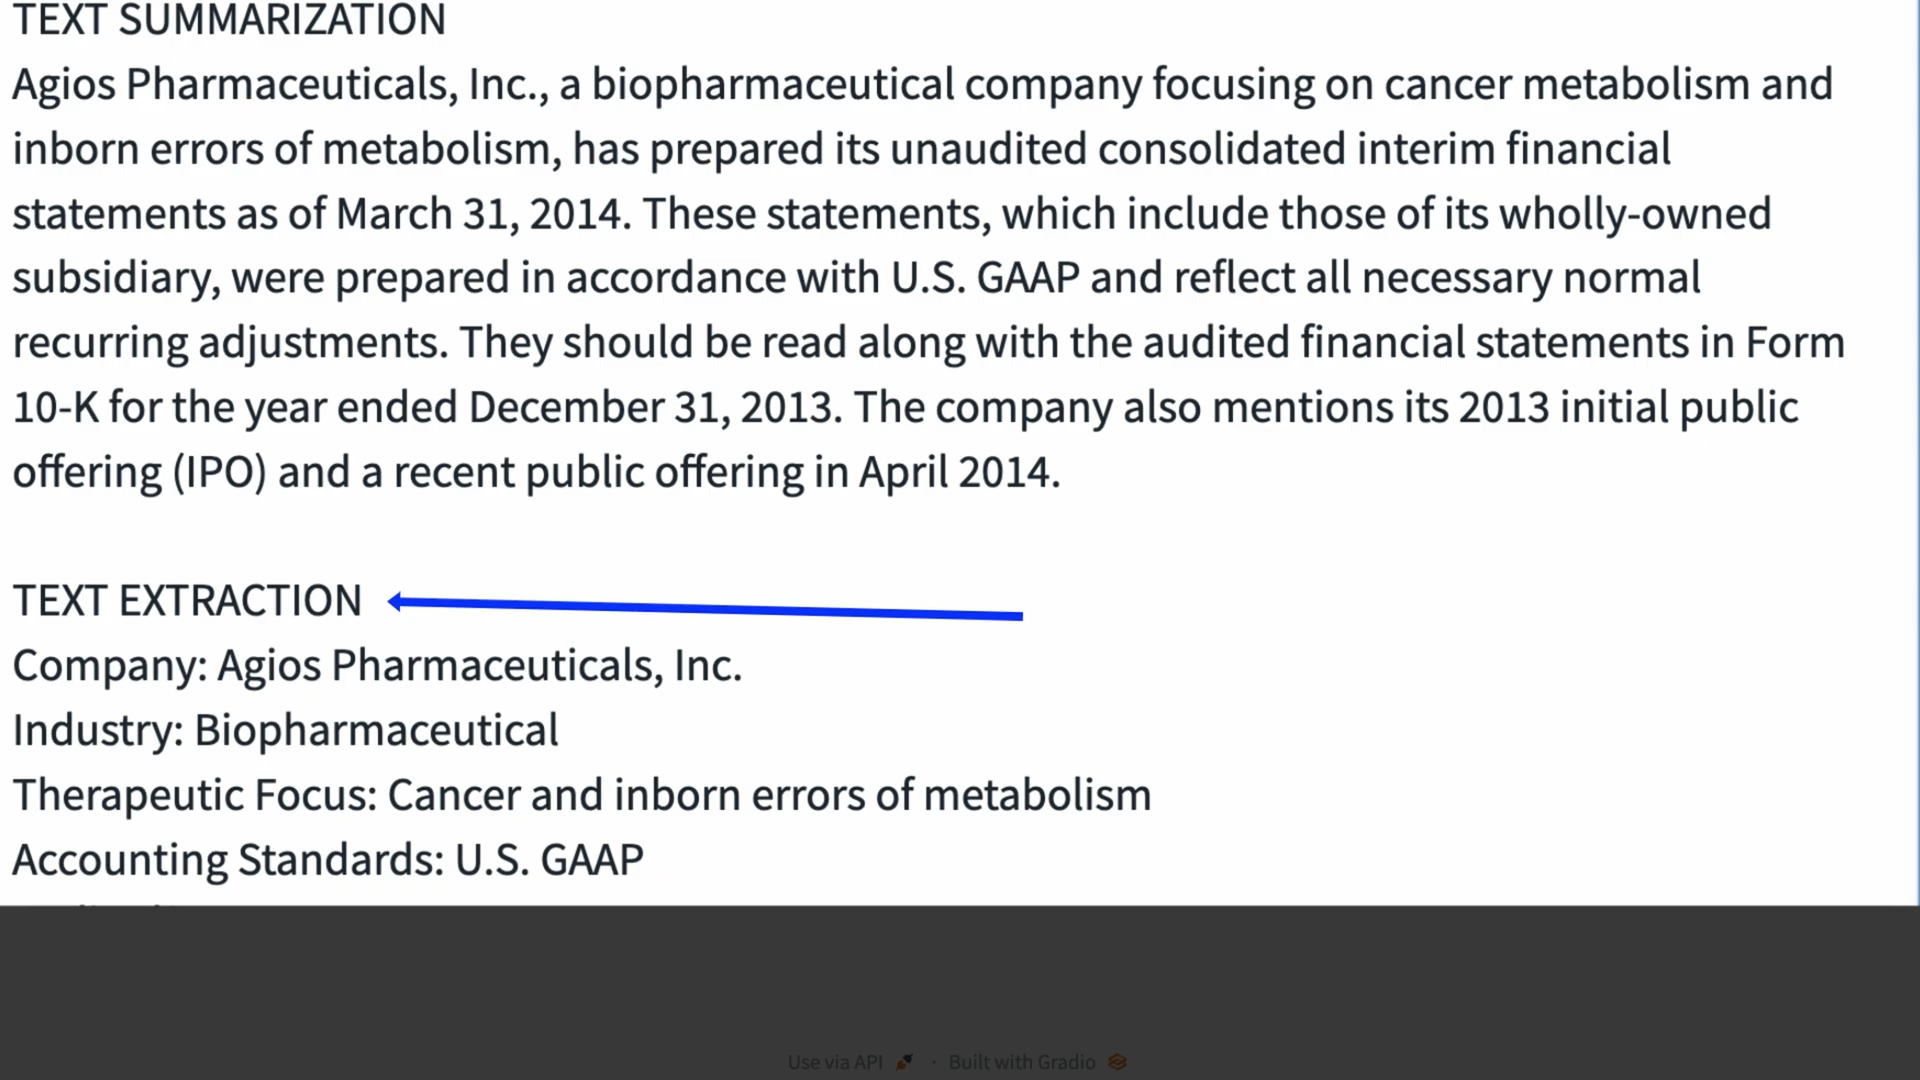 TEXT SUMMARIZATION
Agios Pharmaceuticals, Inc., a biopharmaceutical company focusing on cancer metabolism and
inborn errors of metabolism, has prepared its unaudited consolidated interim financial
statements as of March 31, 2014. These statements, which include those of its wholly-owned
subsidiary, were prepared in accordance with U.S. GAAP and reflect all necessary normal
recurring adjustments. They should be read along with the audited financial statements in Form
10-K for the year ended December 31, 2013. The company also mentions its 2013 initial public
offering (IPO) and a recent public offering in April 2014.
TEXT EXTRACTION
Company: Agios Pharmaceuticals, Inc.
Industry: Biopharmaceutical
Therapeutic Focus: Cancer and inborn errors of metabolism
Accounting Standards: U.S. GAAP
Use via API · Built with Gradio